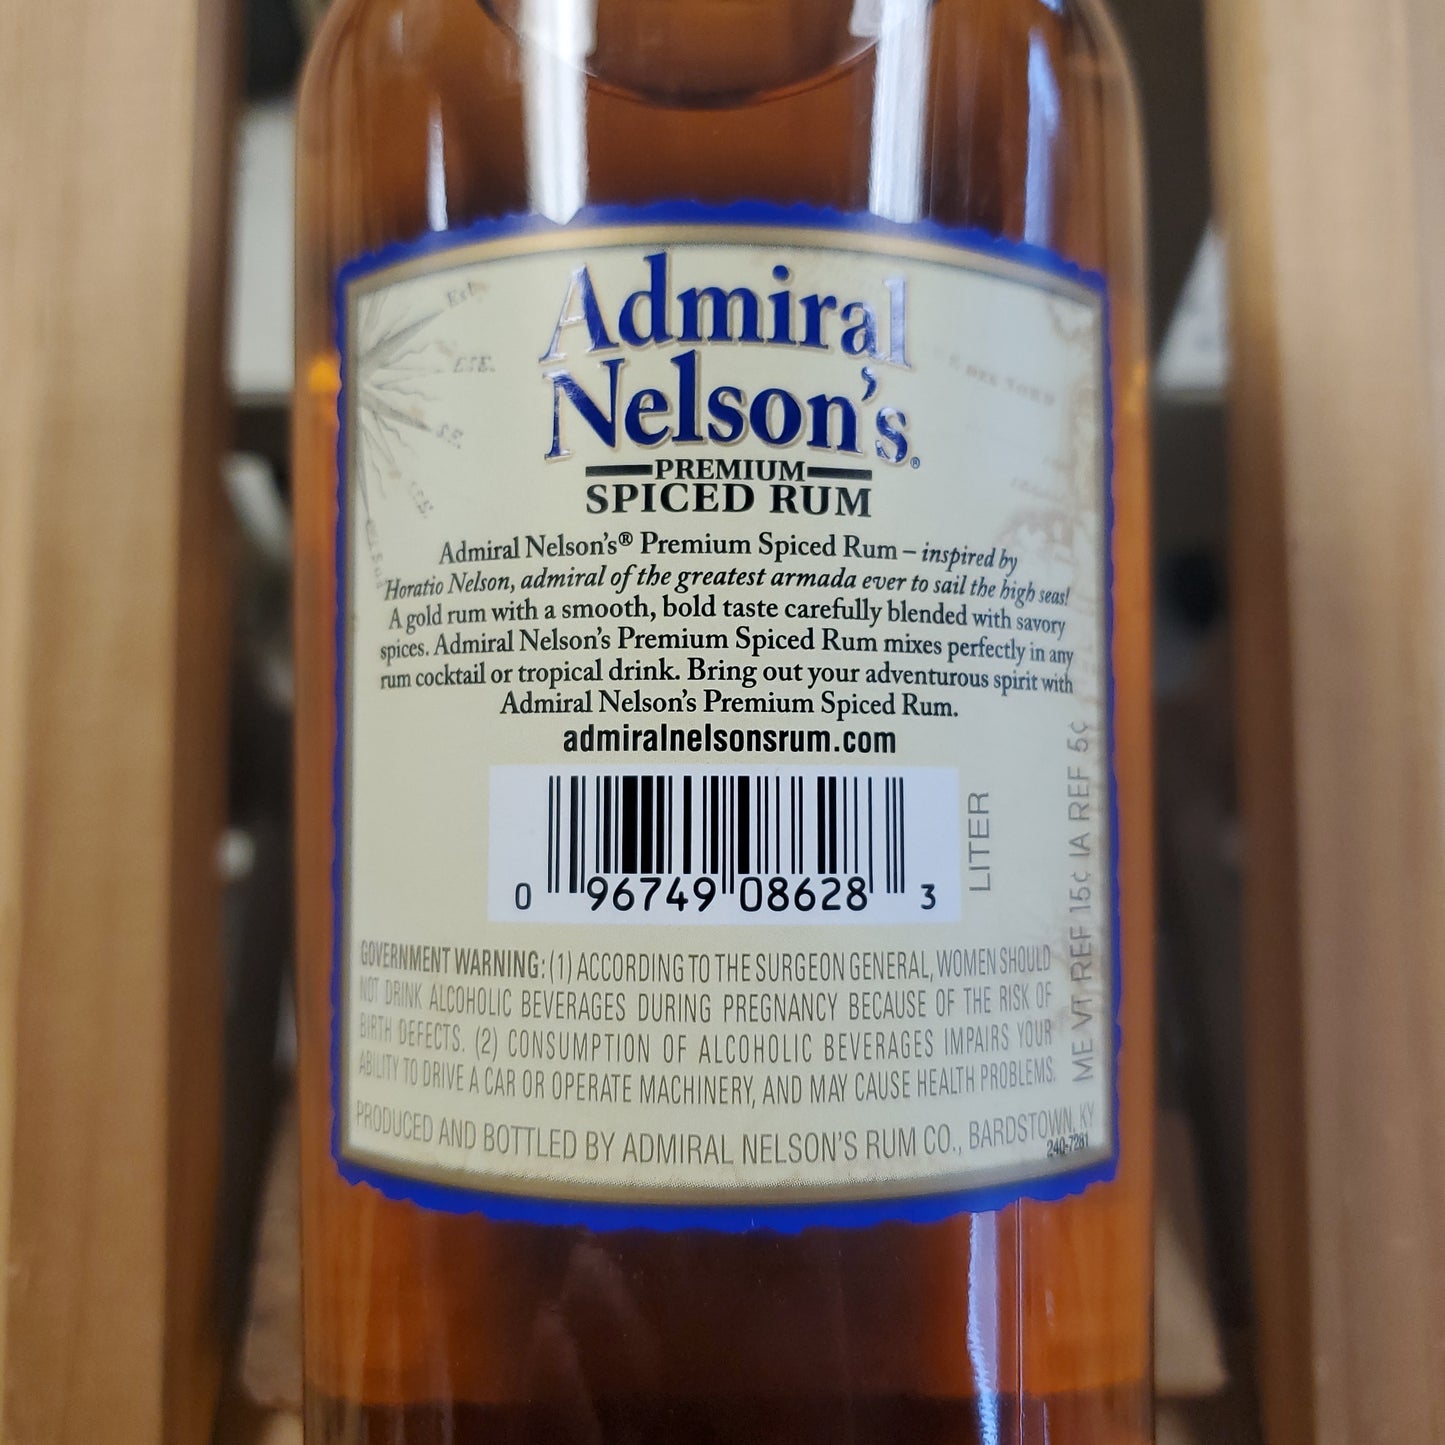 Admiral
Nelson's®
PREMIUM
SPICED RUM
Admiral Nelson's® Premium Spiced Rum – inspired by
Horatio Nelson, admiral of the greatest armada ever to sail the high seas!
A gold rum with a smooth, bold taste carefully blended with savory
spices. Admiral Nelson's Premium Spiced Rum mixes perfectly in any
rum cocktail or tropical drink. Bring out your adventurous spirit with
Admiral Nelson's Premium Spiced Rum.
admiralnelsonsrum.com
0 96749 08628 3
LITER
ME VT REF 15¢ IA REF 5¢
GOVERNMENT WARNING: (1) ACCORDING TO THE SURGEON GENERAL, WOMEN SHOULD
NOT DRINK ALCOHOLIC BEVERAGES DURING PREGNANCY BECAUSE OF THE RISK OF
BIRTH DEFECTS. (2) CONSUMPTION OF ALCOHOLIC BEVERAGES IMPAIRS YOUR
ABILITY TO DRIVE A CAR OR OPERATE MACHINERY, AND MAY CAUSE HEALTH PROBLEMS.
PRODUCED AND BOTTLED BY ADMIRAL NELSON'S RUM CO., BARDSTOWN, KY
240-7281
E.S.E.
S.E.
S.S.E.